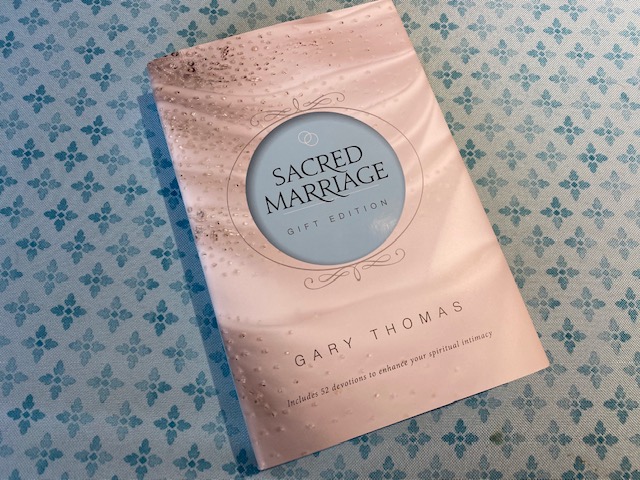 SACRED
MARRIAGE
GIFT EDITION
GARY THOMAS
Includes 52 devotions to enhance your spiritual intimacy